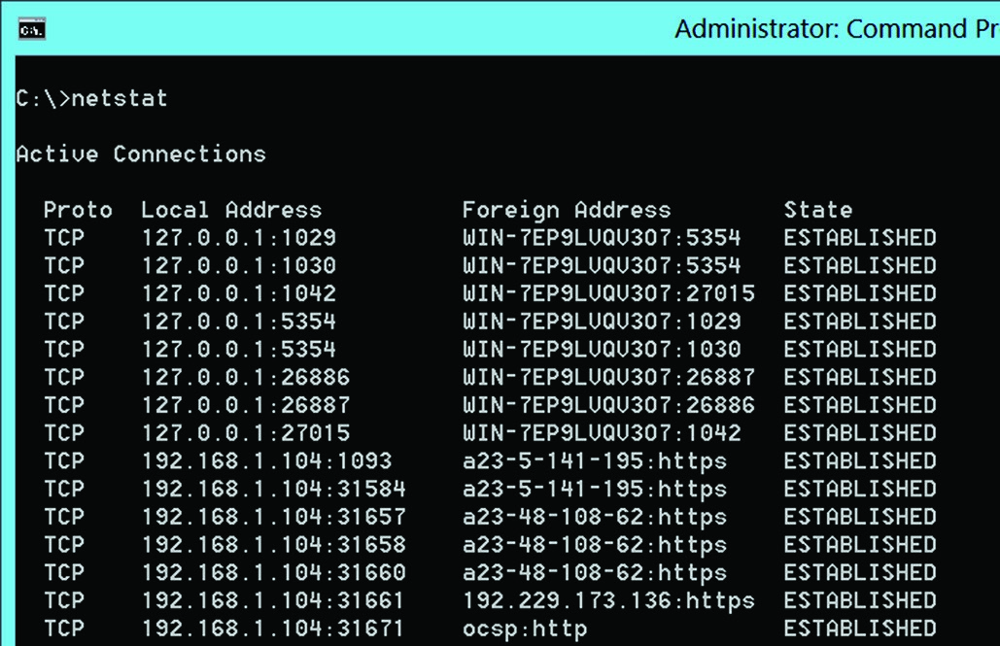 C:\.
Administrator: Command Pr
C:\>netstat
Active Connections
Proto Local Address Foreign Address State
TCP 127.0.0.1:1029 WIN-7EP9LVQV3O7:5354 ESTABLISHED
TCP 127.0.0.1:1030 WIN-7EP9LVQV3O7:5354 ESTABLISHED
TCP 127.0.0.1:1042 WIN-7EP9LVQV3O7:27015 ESTABLISHED
TCP 127.0.0.1:5354 WIN-7EP9LVQV3O7:1029 ESTABLISHED
TCP 127.0.0.1:5354 WIN-7EP9LVQV3O7:1030 ESTABLISHED
TCP 127.0.0.1:26886 WIN-7EP9LVQV3O7:26887 ESTABLISHED
TCP 127.0.0.1:26887 WIN-7EP9LVQV3O7:26886 ESTABLISHED
TCP 127.0.0.1:27015 WIN-7EP9LVQV3O7:1042 ESTABLISHED
TCP 192.168.1.104:1093 a23-5-141-195:https ESTABLISHED
TCP 192.168.1.104:31584 a23-5-141-195:https ESTABLISHED
TCP 192.168.1.104:31657 a23-48-108-62:https ESTABLISHED
TCP 192.168.1.104:31658 a23-48-108-62:https ESTABLISHED
TCP 192.168.1.104:31660 a23-48-108-62:https ESTABLISHED
TCP 192.168.1.104:31661 192.229.173.136:https ESTABLISHED
TCP 192.168.1.104:31671 ocsp:http ESTABLISHED